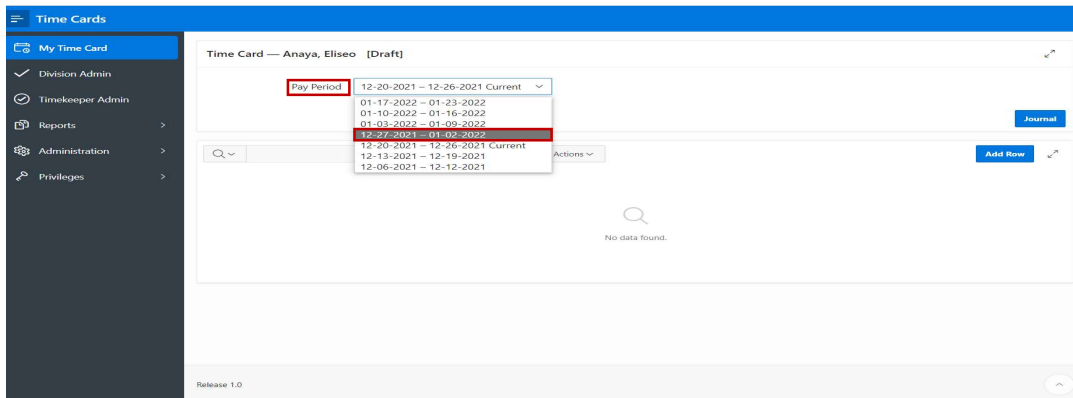 Time Cards
My Time Card
Division Admin
Timekeeper Admin
Reports
Administration
Privileges
Time Card — Anaya, Eliseo [Draft]
Pay Period 12-20-2021 – 12-26-2021 Current
01-17-2022 – 01-23-2022
01-10-2022 – 01-16-2022
01-03-2022 – 01-09-2022
12-27-2021 – 01-02-2022
12-20-2021 – 12-26-2021 Current
12-13-2021 – 12-19-2021
12-06-2021 – 12-12-2021
Journal
Actions
Add Row
No data found.
Release 1.0